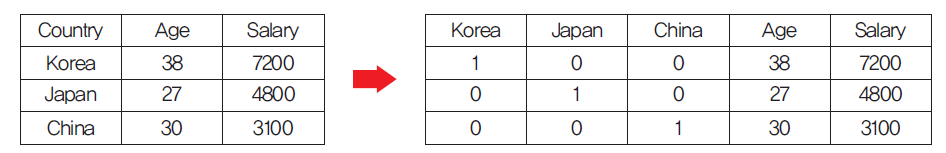 Country Age Salary
Korea 38 7200
Japan 27 4800
China 30 3100
Korea Japan China Age Salary
1 0 0 38 7200
0 1 0 27 4800
0 0 1 30 3100